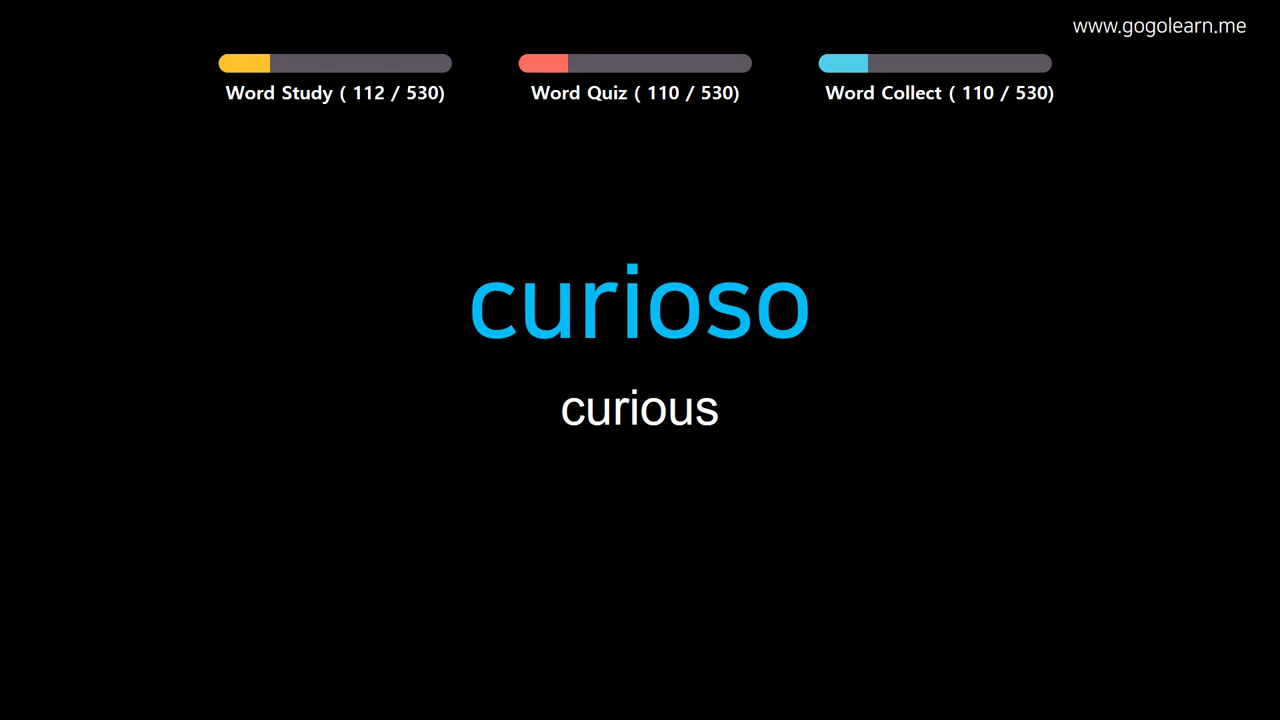 www.gogolearn.me
Word Study ( 112 / 530)
Word Quiz ( 110 / 530)
Word Collect ( 110 / 530)
curioso
curious